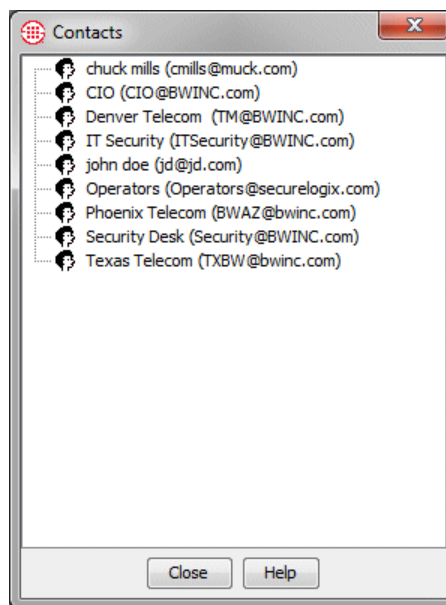 Contacts
chuck mills (cmills@muck.com)
CIO (CIO@BWINC.com)
Denver Telecom  (TM@BWINC.com)
IT Security (ITSecurity@BWINC.com)
john doe (jd@jd.com)
Operators (Operators@securelogix.com)
Phoenix Telecom (BWAZ@bwinc.com)
Security Desk (Security@BWINC.com)
Texas Telecom (TXBW@bwinc.com)
Close Help